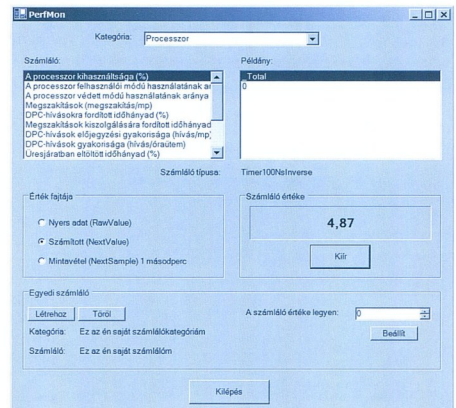 PerfMon
Kategória: Processzor
Számláló:
Példány:
A processzor kihasználtsága (%)
A processzor felhasználói módú használatának ar
A processzor védett módú használatának aránya
Megszakítások (megszakítás/mp)
DPC-hívásokra fordított időhányad (%)
Megszakítások kiszolgálására fordított időhányad
DPC-hívások előjegyzési gyakorisága (hívás/mp)
DPC-hívások gyakorisága (hívás/óraütem)
Üresjáratban eltöltött időhányad (%)
_Total
0
Számláló típusa: Timer100NsInverse
Érték fajtája
Nyers adat (RawValue)
Számított (NextValue)
Mintavétel (NextSample) 1 másodperc
Számláló értéke
4,87
Kiír
Egyedi számláló
Létrehoz Töröl
Kategória: Ez az én saját számlálókategóriám
Számláló: Ez az én saját számlálóm
A számláló értéke legyen: 0
Beállít
Kilépés